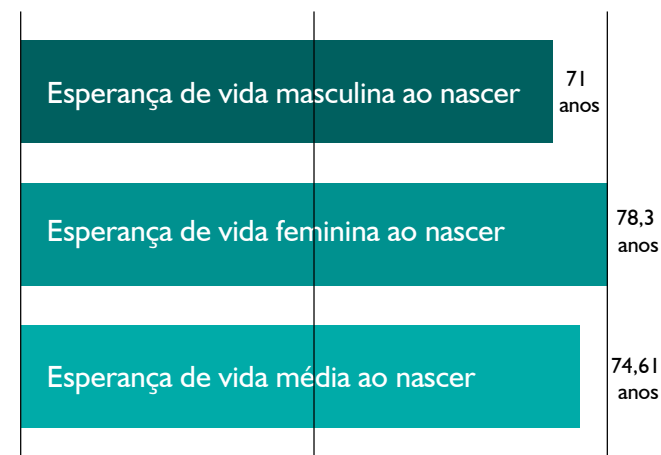 Esperança de vida masculina ao nascer
71
anos
Esperança de vida feminina ao nascer
78,3
anos
Esperança de vida média ao nascer
74,61
anos